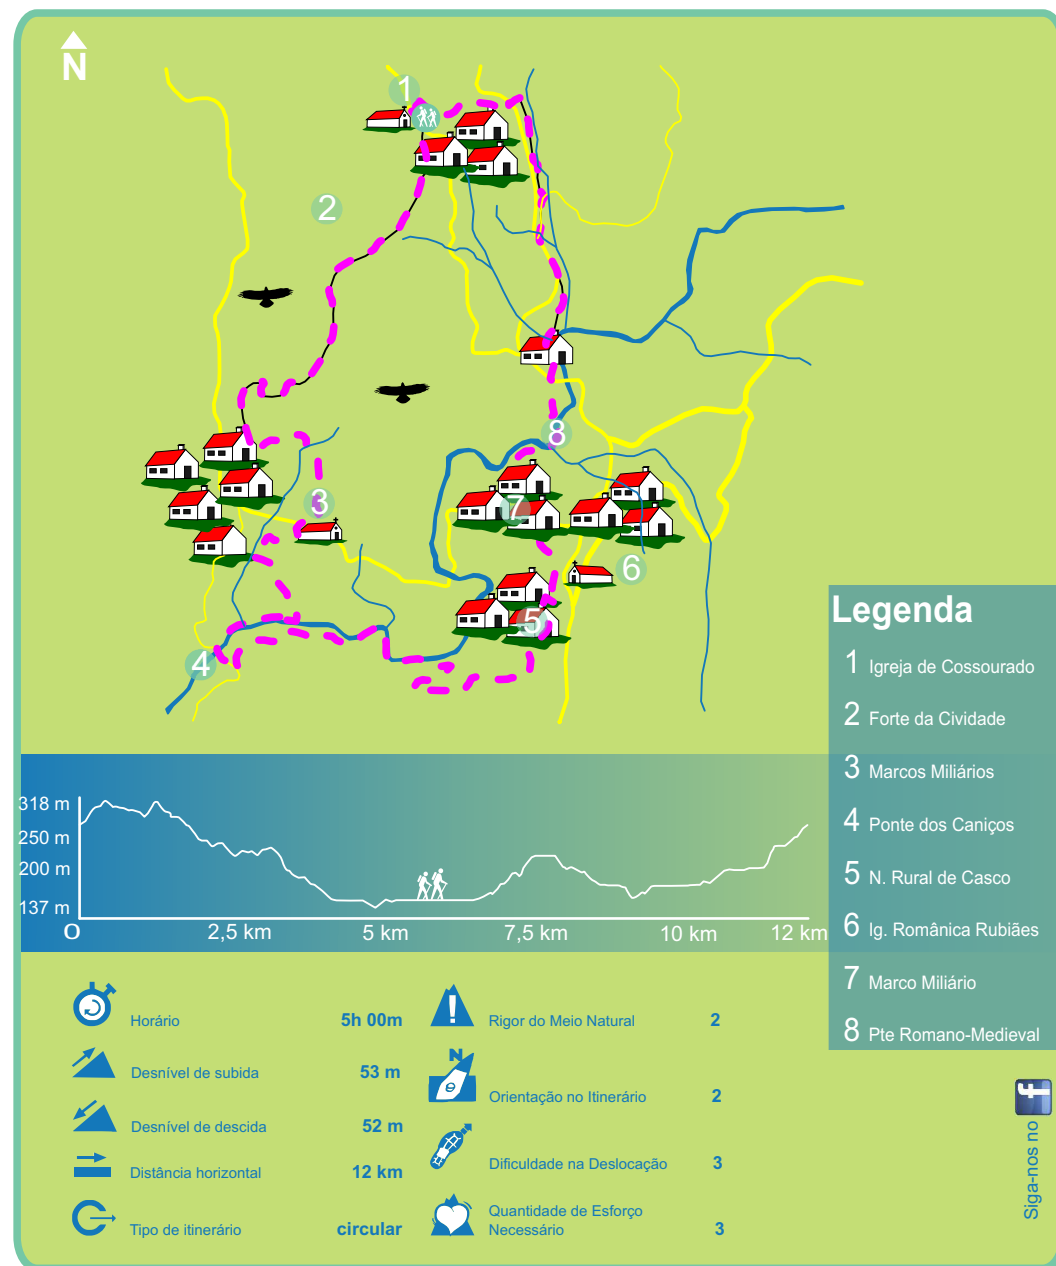 N
1
2
3
4
5
6
7
8
Legenda
1 Igreja de Cossourado
2 Forte da Cividade
3 Marcos Miliários
4 Ponte dos Caniços
5 N. Rural de Casco
6 Ig. Românica Rubiães
7 Marco Miliário
8 Pte Romano-Medieval
318 m
250 m
200 m
137 m
O 2,5 km 5 km 7,5 km 10 km 12 km
Horário 5h 00m
Desnível de subida 53 m
Desnível de descida 52 m
Distância horizontal 12 km
Tipo de itinerário circular
! Rigor do Meio Natural 2
N
Orientação no Itinerário 2
Dificuldade na Deslocação 3
Quantidade de Esforço
Necessário 3
Siga-nos no f